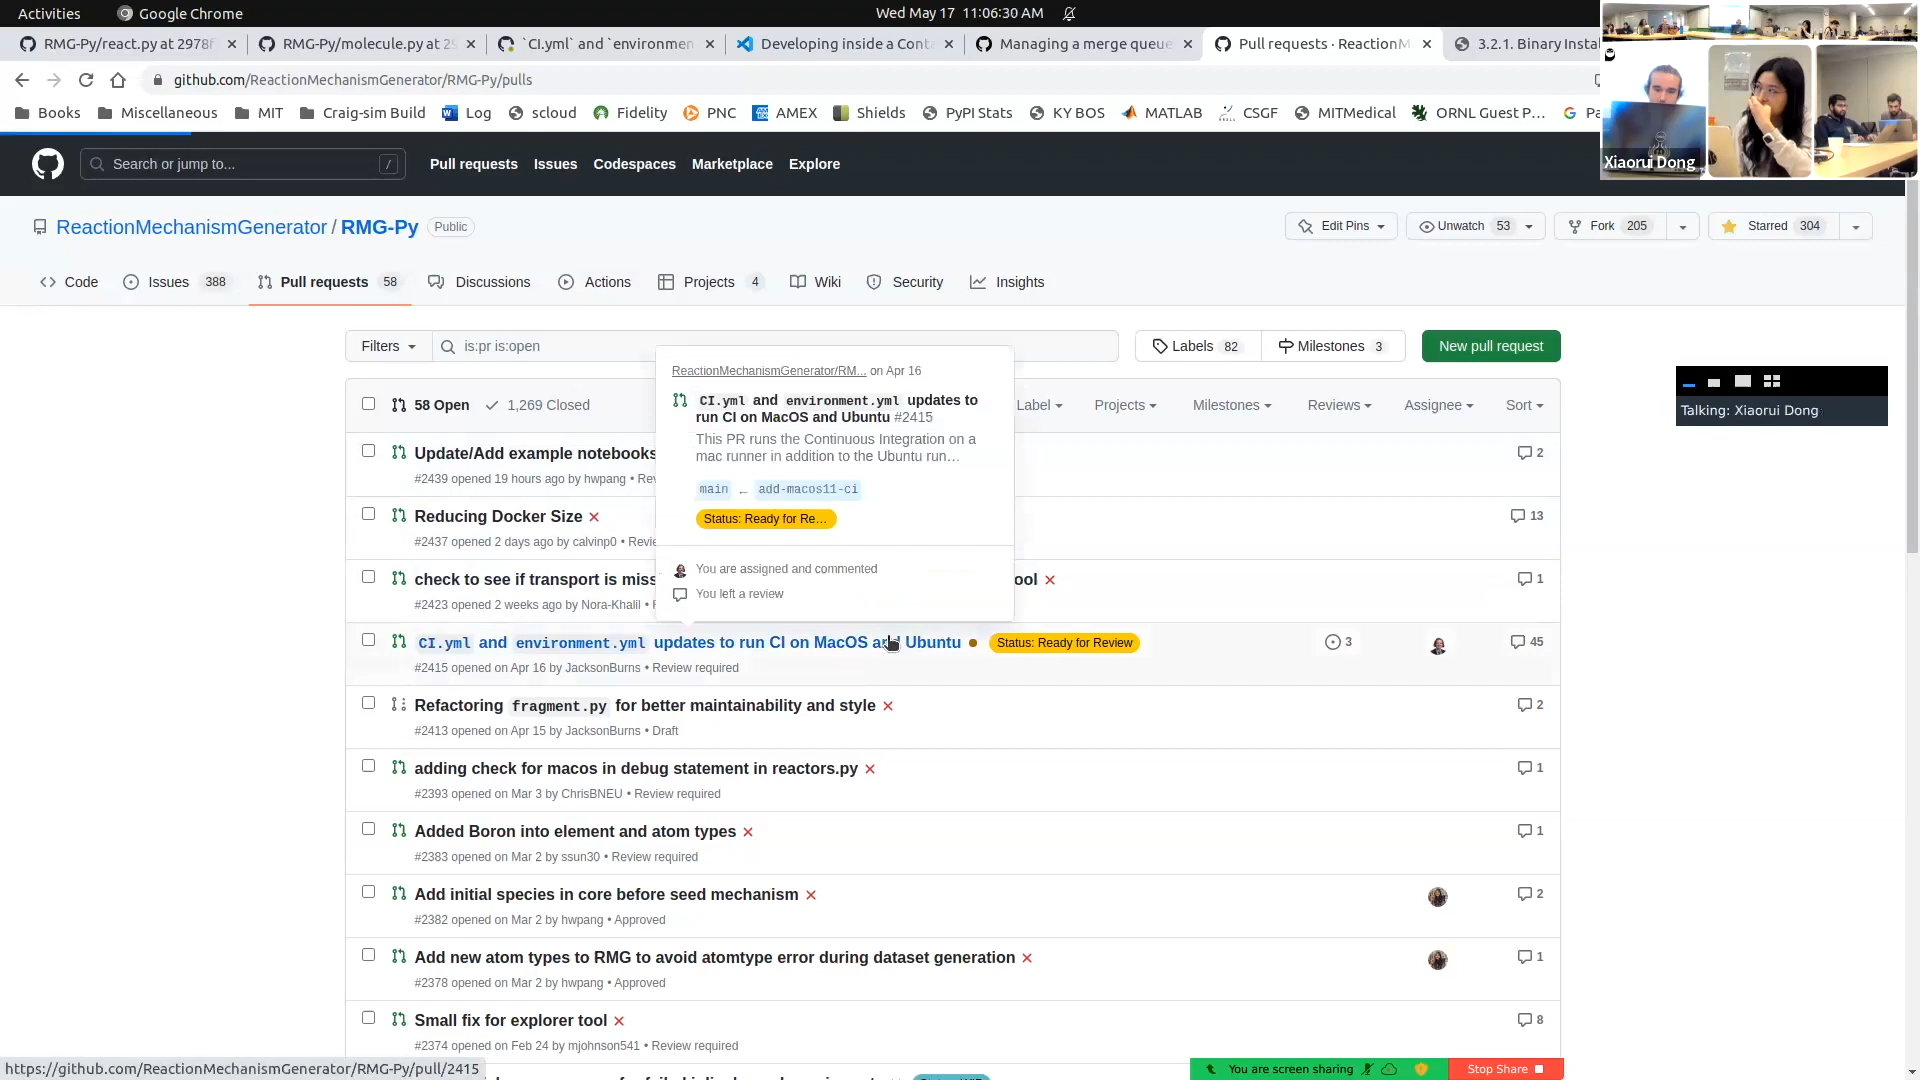 Activities
Google Chrome
Wed May 17 11:06:30 AM
RMG-Py/react.py at 2978f
RMG-Py/molecule.py at 29
`CI.yml` and `environmen
Developing inside a Conta
Managing a merge queue
Pull requests · ReactionM
3.2.1. Binary Insta
github.com/ReactionMechanismGenerator/RMG-Py/pulls
Books
Miscellaneous
MIT
Craig-sim Build
Log
scloud
Fidelity
PNC
AMEX
Shields
PyPI Stats
KY BOS
MATLAB
CSGF
MITMedical
ORNL Guest P...
Xiaorui Dong
Search or jump to...
/
Pull requests
Issues
Codespaces
Marketplace
Explore
ReactionMechanismGenerator / RMG-Py
Public
Edit Pins
Unwatch 53
Fork 205
Starred 304
Code
Issues 388
Pull requests 58
Discussions
Actions
Projects 4
Wiki
Security
Insights
Filters
is:pr is:open
Labels 82
Milestones 3
New pull request
58 Open
1,269 Closed
Label
Projects
Milestones
Reviews
Assignee
Sort
Talking: Xiaorui Dong
ReactionMechanismGenerator/RM... on Apr 16
CI.yml and environment.yml updates to
run CI on MacOS and Ubuntu #2415
This PR runs the Continuous Integration on a
mac runner in addition to the Ubuntu run…
main ← add-macos11-ci
Status: Ready for Re...
You are assigned and commented
You left a review
Update/Add example notebooks
2
#2439 opened 19 hours ago by hwpang • Rev
Reducing Docker Size
13
#2437 opened 2 days ago by calvinp0 • Revie
check to see if transport is miss
ool
1
#2423 opened 2 weeks ago by Nora-Khalil •
CI.yml and environment.yml updates to run CI on MacOS and Ubuntu
Status: Ready for Review
3
45
#2415 opened on Apr 16 by JacksonBurns • Review required
Refactoring fragment.py for better maintainability and style
2
#2413 opened on Apr 15 by JacksonBurns • Draft
adding check for macos in debug statement in reactors.py
1
#2393 opened on Mar 3 by ChrisBNEU • Review required
Added Boron into element and atom types
1
#2383 opened on Mar 2 by ssun30 • Review required
Add initial species in core before seed mechanism
2
#2382 opened on Mar 2 by hwpang • Approved
Add new atom types to RMG to avoid atomtype error during dataset generation
1
#2378 opened on Mar 2 by hwpang • Approved
Small fix for explorer tool
8
#2374 opened on Feb 24 by mjohnson541 • Review required
https://github.com/ReactionMechanismGenerator/RMG-Py/pull/2415
You are screen sharing
Stop Share